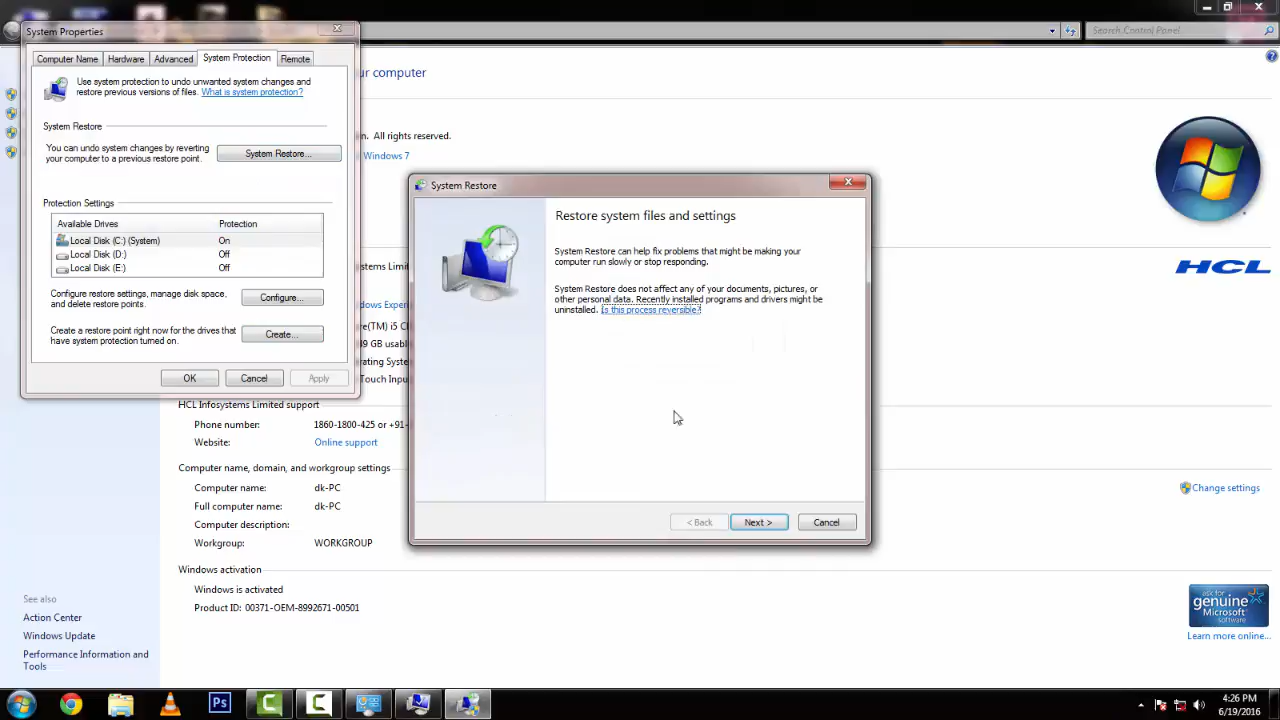 System Properties
Search Control Panel
Computer Name
Hardware
Advanced
System Protection
Remote
Use system protection to undo unwanted system changes and
restore previous versions of files. What is system protection?
System Restore
You can undo system changes by reverting
your computer to a previous restore point.
System Restore...
Protection Settings
Available Drives Protection
Local Disk (C:) (System) On
Local Disk (D:) Off
Local Disk (E:) Off
Configure restore settings, manage disk space,
and delete restore points.
Configure...
Create a restore point right now for the drives that
have system protection turned on.
Create...
OK
Cancel
Apply
ur computer
n. All rights reserved.
Windows 7
HCL
System Restore
Restore system files and settings
System Restore can help fix problems that might be making your
computer run slowly or stop responding.
System Restore does not affect any of your documents, pictures, or
other personal data. Recently installed programs and drivers might be
uninstalled. Is this process reversible?
< Back
Next >
Cancel
stems Limit
dows Experi
re(TM) i5 C
9 GB usabl
erating Syste
Touch Input
HCL Infosystems Limited support
Phone number: 1860-1800-425 or +91-
Website: Online support
Computer name, domain, and workgroup settings
Computer name: dk-PC
Change settings
Full computer name: dk-PC
Computer description:
Workgroup: WORKGROUP
Windows activation
Windows is activated
Product ID: 00371-OEM-8992671-00501
ask for
genuine
Microsoft
software
Learn more online...
See also
Action Center
Windows Update
Performance Information and
Tools
Ps
4:26 PM
6/19/2016